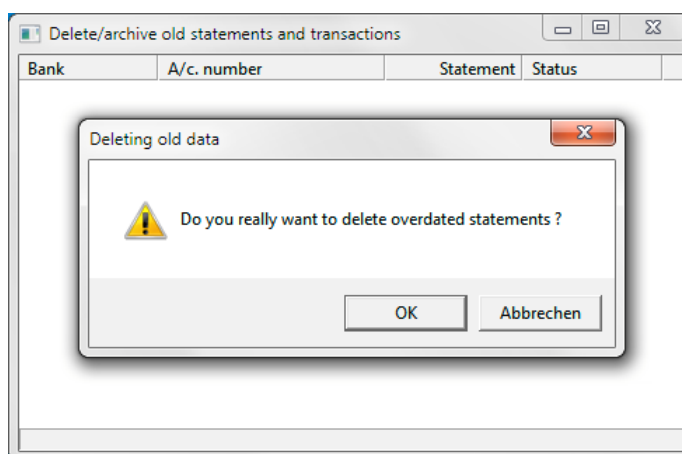 Delete/archive old statements and transactions
Bank A/c. number Statement Status
Deleting old data
Do you really want to delete overdated statements ?
OK Abbrechen